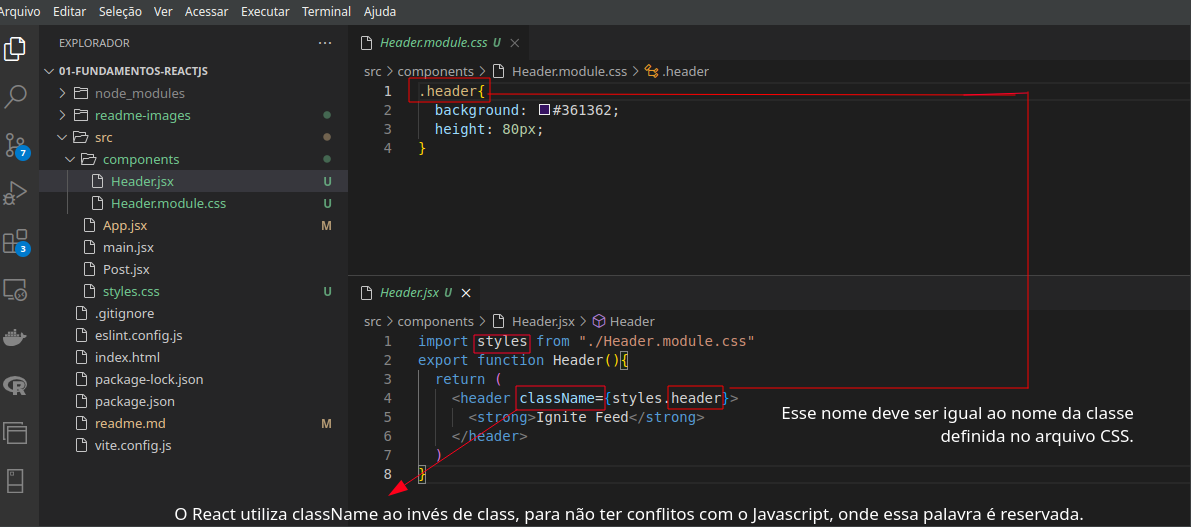 Arquivo Editar Seleção Ver Acessar Executar Terminal Ajuda
EXPLORADOR ...
01-FUNDAMENTOS-REACTJS
node_modules
readme-images
src
components
Header.jsx U
Header.module.css U
App.jsx M
main.jsx
Post.jsx
styles.css U
.gitignore
eslint.config.js
index.html
package-lock.json
package.json
readme.md M
vite.config.js
7
3
Header.module.css U
src > components > Header.module.css > .header
1 .header{
2 background: #361362;
3 height: 80px;
4 }
Header.jsx U
src > components > Header.jsx > Header
1 import styles from "./Header.module.css"
2 export function Header(){
3 return (
4 <header className={styles.header}>
5 <strong>Ignite Feed</strong>
6 </header>
7 )
8 }
Esse nome deve ser igual ao nome da classe
definida no arquivo CSS.
O React utiliza className ao invés de class, para não ter conflitos com o Javascript, onde essa palavra é reservada.